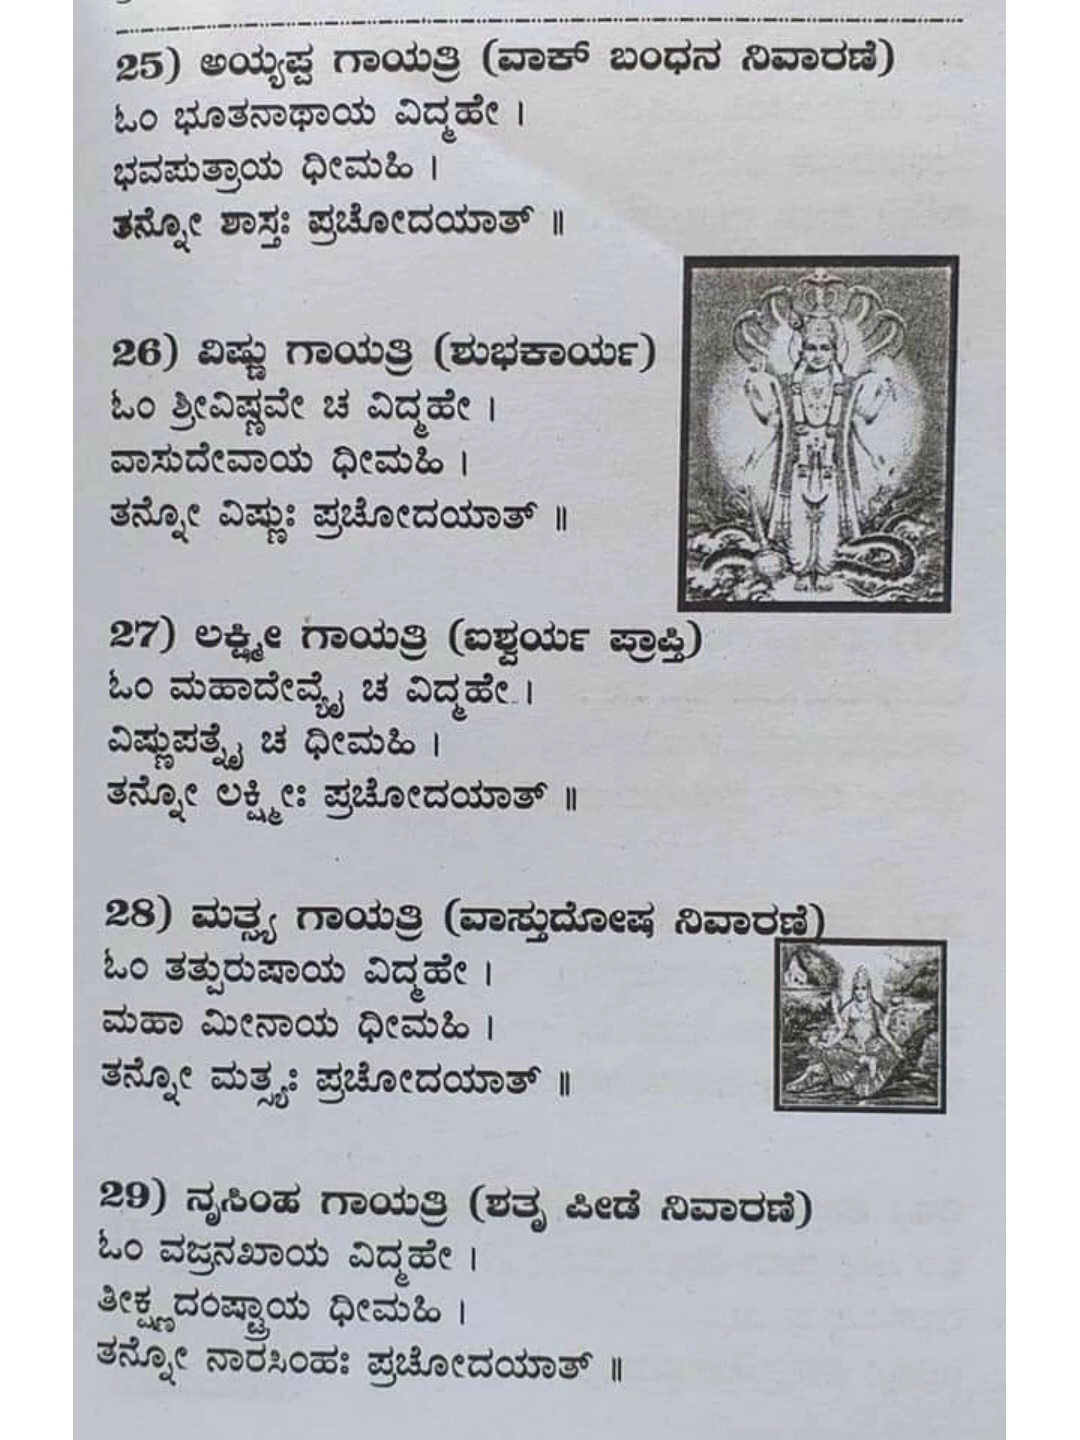 25) ಅಯ್ಯಪ್ಪ ಗಾಯತ್ರಿ (ವಾಕ್ ಬಂಧನ ನಿವಾರಣೆ)
ಓಂ ಭೂತನಾಥಾಯ ವಿದ್ಮಹೇ ।
ಭವಪುತ್ರಾಯ ಧೀಮಹಿ ।
ತನ್ನೋ ಶಾಸ್ತಃ ಪ್ರಚೋದಯಾತ್ ॥
26) ವಿಷ್ಣು ಗಾಯತ್ರಿ (ಶುಭಕಾರ್ಯ)
ಓಂ ಶ್ರೀವಿಷ್ಣವೇ ಚ ವಿದ್ಮಹೇ ।
ವಾಸುದೇವಾಯ ಧೀಮಹಿ ।
ತನ್ನೋ ವಿಷ್ಣುಃ ಪ್ರಚೋದಯಾತ್ ॥
27) ಲಕ್ಷ್ಮೀ ಗಾಯತ್ರಿ (ಐಶ್ವರ್ಯ ಪ್ರಾಪ್ತಿ)
ಓಂ ಮಹಾದೇವ್ಯೈ ಚ ವಿದ್ಮಹೇ ।
ವಿಷ್ಣುಪತ್ನೈ ಚ ಧೀಮಹಿ ।
ತನ್ನೋ ಲಕ್ಷ್ಮೀಃ ಪ್ರಚೋದಯಾತ್ ॥
28) ಮತ್ಸ್ಯ ಗಾಯತ್ರಿ (ವಾಸ್ತುದೋಷ ನಿವಾರಣೆ)
ಓಂ ತತ್ಪುರುಷಾಯ ವಿದ್ಮಹೇ ।
ಮಹಾ ಮೀನಾಯ ಧೀಮಹಿ ।
ತನ್ನೋ ಮತ್ಸ್ಯಃ ಪ್ರಚೋದಯಾತ್ ॥
29) ನೃಸಿಂಹ ಗಾಯತ್ರಿ (ಶತೃ ಪೀಡೆ ನಿವಾರಣೆ)
ಓಂ ವಜ್ರನಖಾಯ ವಿದ್ಮಹೇ ।
ತೀಕ್ಷ್ಣದಂಷ್ಟ್ರಾಯ ಧೀಮಹಿ ।
ತನ್ನೋ ನಾರಸಿಂಹಃ ಪ್ರಚೋದಯಾತ್ ॥